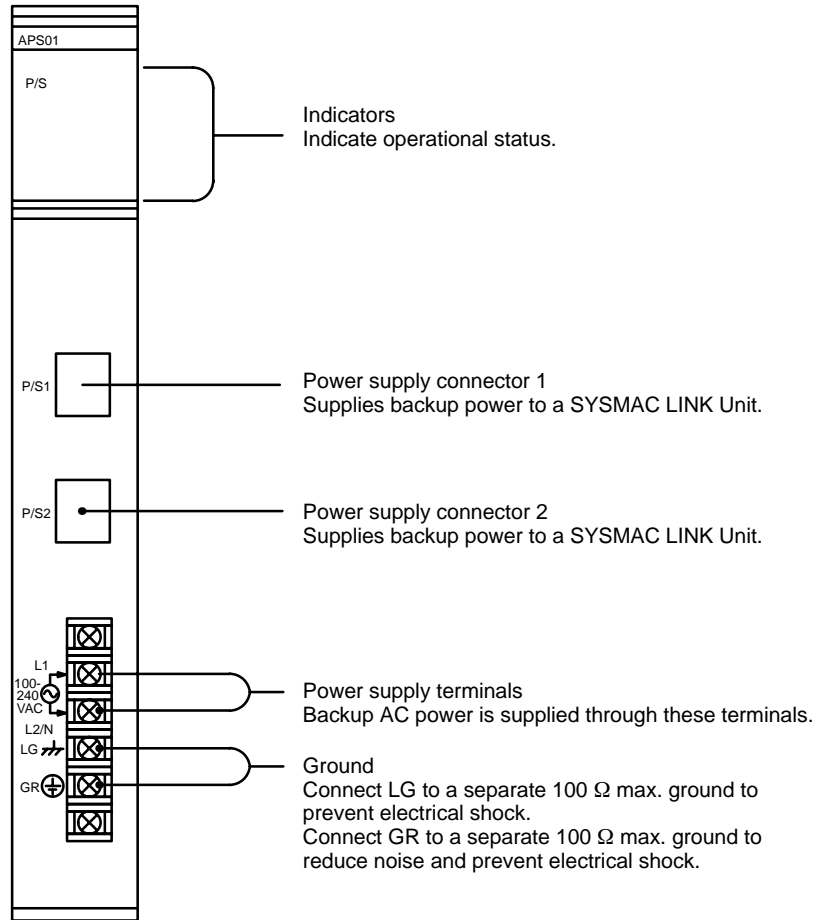 APS01
P/S
Indicators
Indicate operational status.
P/S1
Power supply connector 1
Supplies backup power to a SYSMAC LINK Unit.
P/S2
Power supply connector 2
Supplies backup power to a SYSMAC LINK Unit.
L1
100-
240
VAC
L2/N
Power supply terminals
Backup AC power is supplied through these terminals.
LG
GR
Ground
Connect LG to a separate 100 Ω max. ground to
prevent electrical shock.
Connect GR to a separate 100 Ω max. ground to
reduce noise and prevent electrical shock.